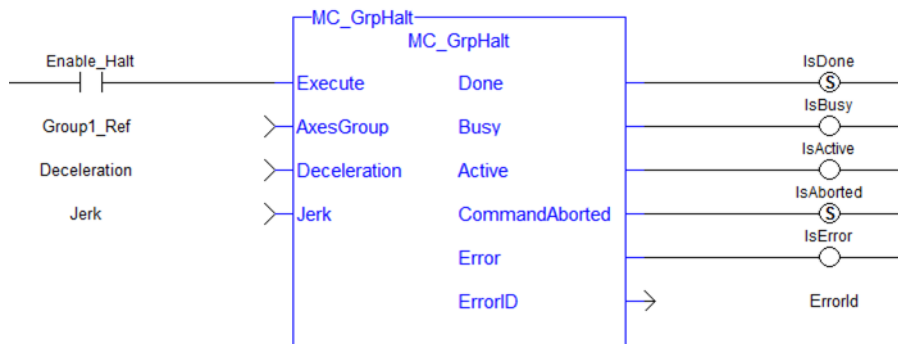 MC_GrpHalt
MC_GrpHalt
Enable_Halt
IsDone
Execute
Done
S
IsBusy
Group1_Ref
AxesGroup
Busy
IsActive
Deceleration
Deceleration
Active
IsAborted
Jerk
Jerk
CommandAborted
S
IsError
Error
ErrorID
ErrorId